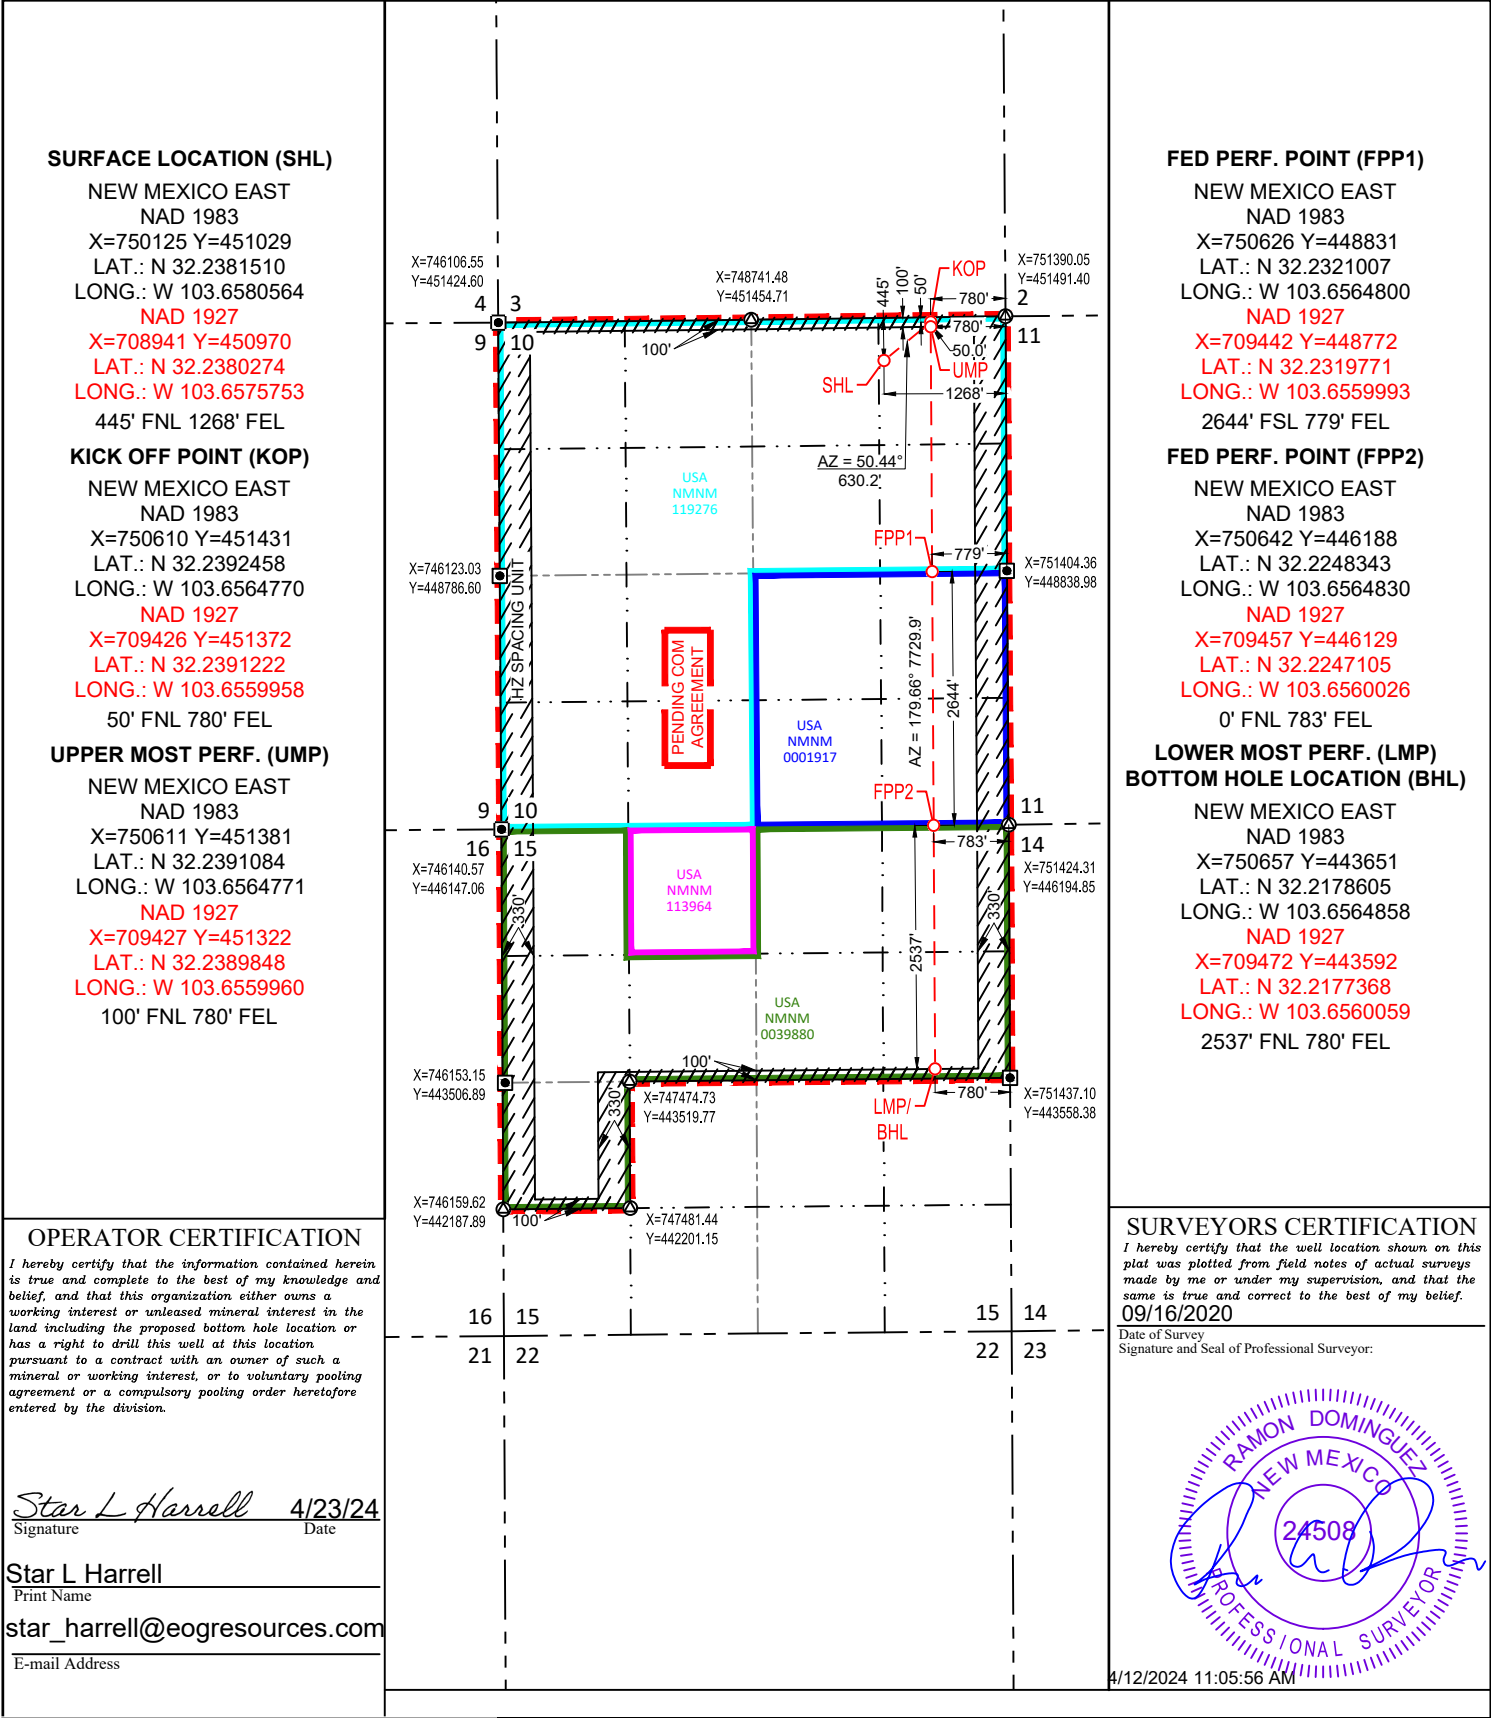 SURFACE LOCATION (SHL)
NEW MEXICO EAST
NAD 1983
X=750125 Y=451029
LAT.: N 32.2381510
LONG.: W 103.6580564
NAD 1927
X=708941 Y=450970
LAT.: N 32.2380274
LONG.: W 103.6575753
445' FNL 1268' FEL
KICK OFF POINT (KOP)
NEW MEXICO EAST
NAD 1983
X=750610 Y=451431
LAT.: N 32.2392458
LONG.: W 103.6564770
NAD 1927
X=709426 Y=451372
LAT.: N 32.2391222
LONG.: W 103.6559958
50' FNL 780' FEL
UPPER MOST PERF. (UMP)
NEW MEXICO EAST
NAD 1983
X=750611 Y=451381
LAT.: N 32.2391084
LONG.: W 103.6564771
NAD 1927
X=709427 Y=451322
LAT.: N 32.2389848
LONG.: W 103.6559960
100' FNL 780' FEL
OPERATOR CERTIFICATION
I hereby certify that the information contained herein
is true and complete to the best of my knowledge and
belief, and that this organization either owns a
working interest or unleased mineral interest in the
land including the proposed bottom hole location or
has a right to drill this well at this location
pursuant to a contract with an owner of such a
mineral or working interest, or to voluntary pooling
agreement or a compulsory pooling order heretofore
entered by the division.
Star L Harrell 4/23/24
Signature Date
Star L Harrell
Print Name
star_harrell@eogresources.com
E-mail Address
X=746106.55
Y=451424.60
X=748741.48
Y=451454.71
X=751390.05
Y=451491.40
4 3
9 10
2
11
445'
100'
50'
KOP
780'
780'
50.0'
UMP
100'
SHL
1268'
AZ = 50.44°
630.2'
USA
NMNM
119276
FPP1
779'
X=746123.03
Y=448786.60
X=751404.36
Y=448838.98
HZ SPACING UNIT
PENDING COM
AGREEMENT
USA
NMNM
0001917
AZ = 179.66° 7729.9'
2644'
FPP2
9 10
16 15
11
14
783'
X=746140.57
Y=446147.06
X=751424.31
Y=446194.85
USA
NMNM
113964
330'
330'
2537'
USA
NMNM
0039880
100'
X=746153.15
Y=443506.89
X=747474.73
Y=443519.77
330'
LMP/
BHL
780'
X=751437.10
Y=443558.38
X=746159.62
Y=442187.89
100'
X=747481.44
Y=442201.15
16 15
21 22
15 14
22 23
FED PERF. POINT (FPP1)
NEW MEXICO EAST
NAD 1983
X=750626 Y=448831
LAT.: N 32.2321007
LONG.: W 103.6564800
NAD 1927
X=709442 Y=448772
LAT.: N 32.2319771
LONG.: W 103.6559993
2644' FSL 779' FEL
FED PERF. POINT (FPP2)
NEW MEXICO EAST
NAD 1983
X=750642 Y=446188
LAT.: N 32.2248343
LONG.: W 103.6564830
NAD 1927
X=709457 Y=446129
LAT.: N 32.2247105
LONG.: W 103.6560026
0' FNL 783' FEL
LOWER MOST PERF. (LMP)
BOTTOM HOLE LOCATION (BHL)
NEW MEXICO EAST
NAD 1983
X=750657 Y=443651
LAT.: N 32.2178605
LONG.: W 103.6564858
NAD 1927
X=709472 Y=443592
LAT.: N 32.2177368
LONG.: W 103.6560059
2537' FNL 780' FEL
SURVEYORS CERTIFICATION
I hereby certify that the well location shown on this
plat was plotted from field notes of actual surveys
made by me or under my supervision, and that the
same is true and correct to the best of my belief.
09/16/2020
Date of Survey
Signature and Seal of Professional Surveyor:
RAMON DOMINGUEZ
NEW MEXICO
24508
PROFESSIONAL SURVEYOR
4/12/2024 11:05:56 AM